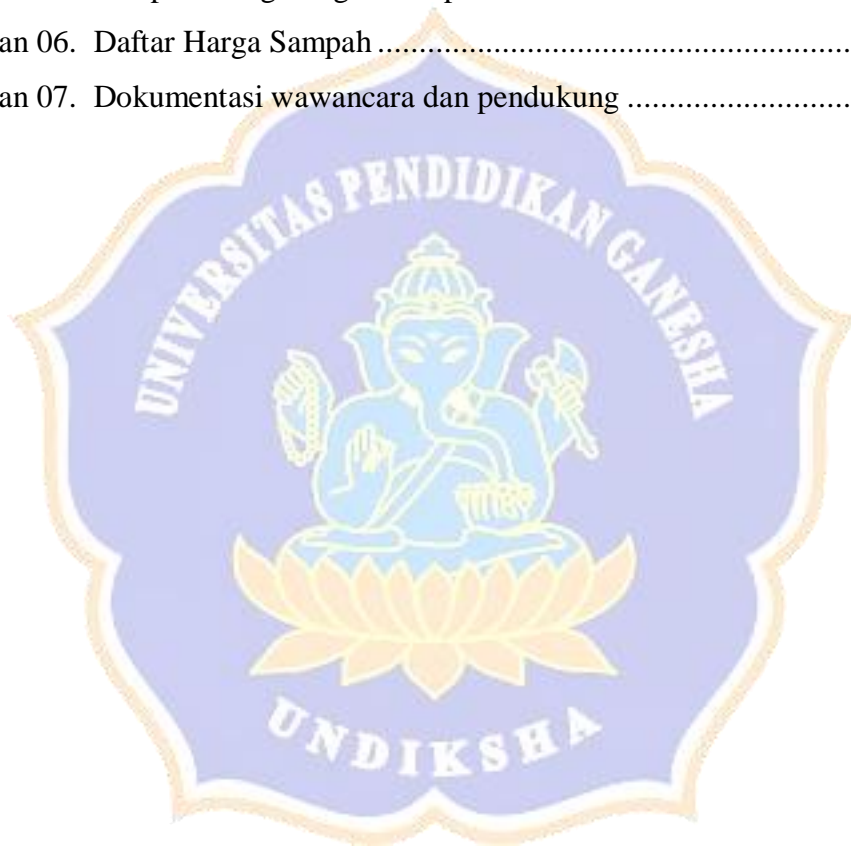 an 06. Daftar Harga Sampah ...........................................................
an 07. Dokumentasi wawancara dan pendukung ............................
UNIVERSITAS PENDIDIKAN GANESHA
UNDIKSHA